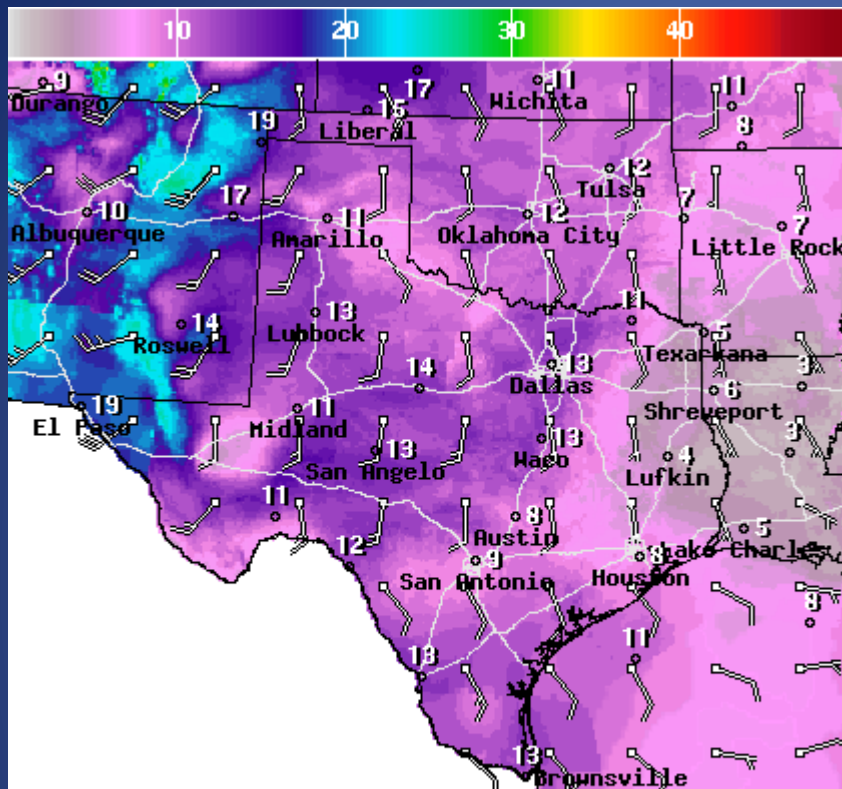 10 20 30 40
9 17 11 11
Durango Wichita
15
Liberal
19 8
12
Tulsa
10 17 11 12 7 7
Albuquerque Amarillo Oklahoma City Little Rock
14 13 11 5
Roswell Lubbock Texarkana
14 13 3
Dallas
19 11 6
El Paso Midland Shreveport
13 13 4 3
San Angelo Waco Lufkin
11 8 5
Austin Lake Charles
12 9 8
San Antonio Houston
8
13 11
13
Brownsville